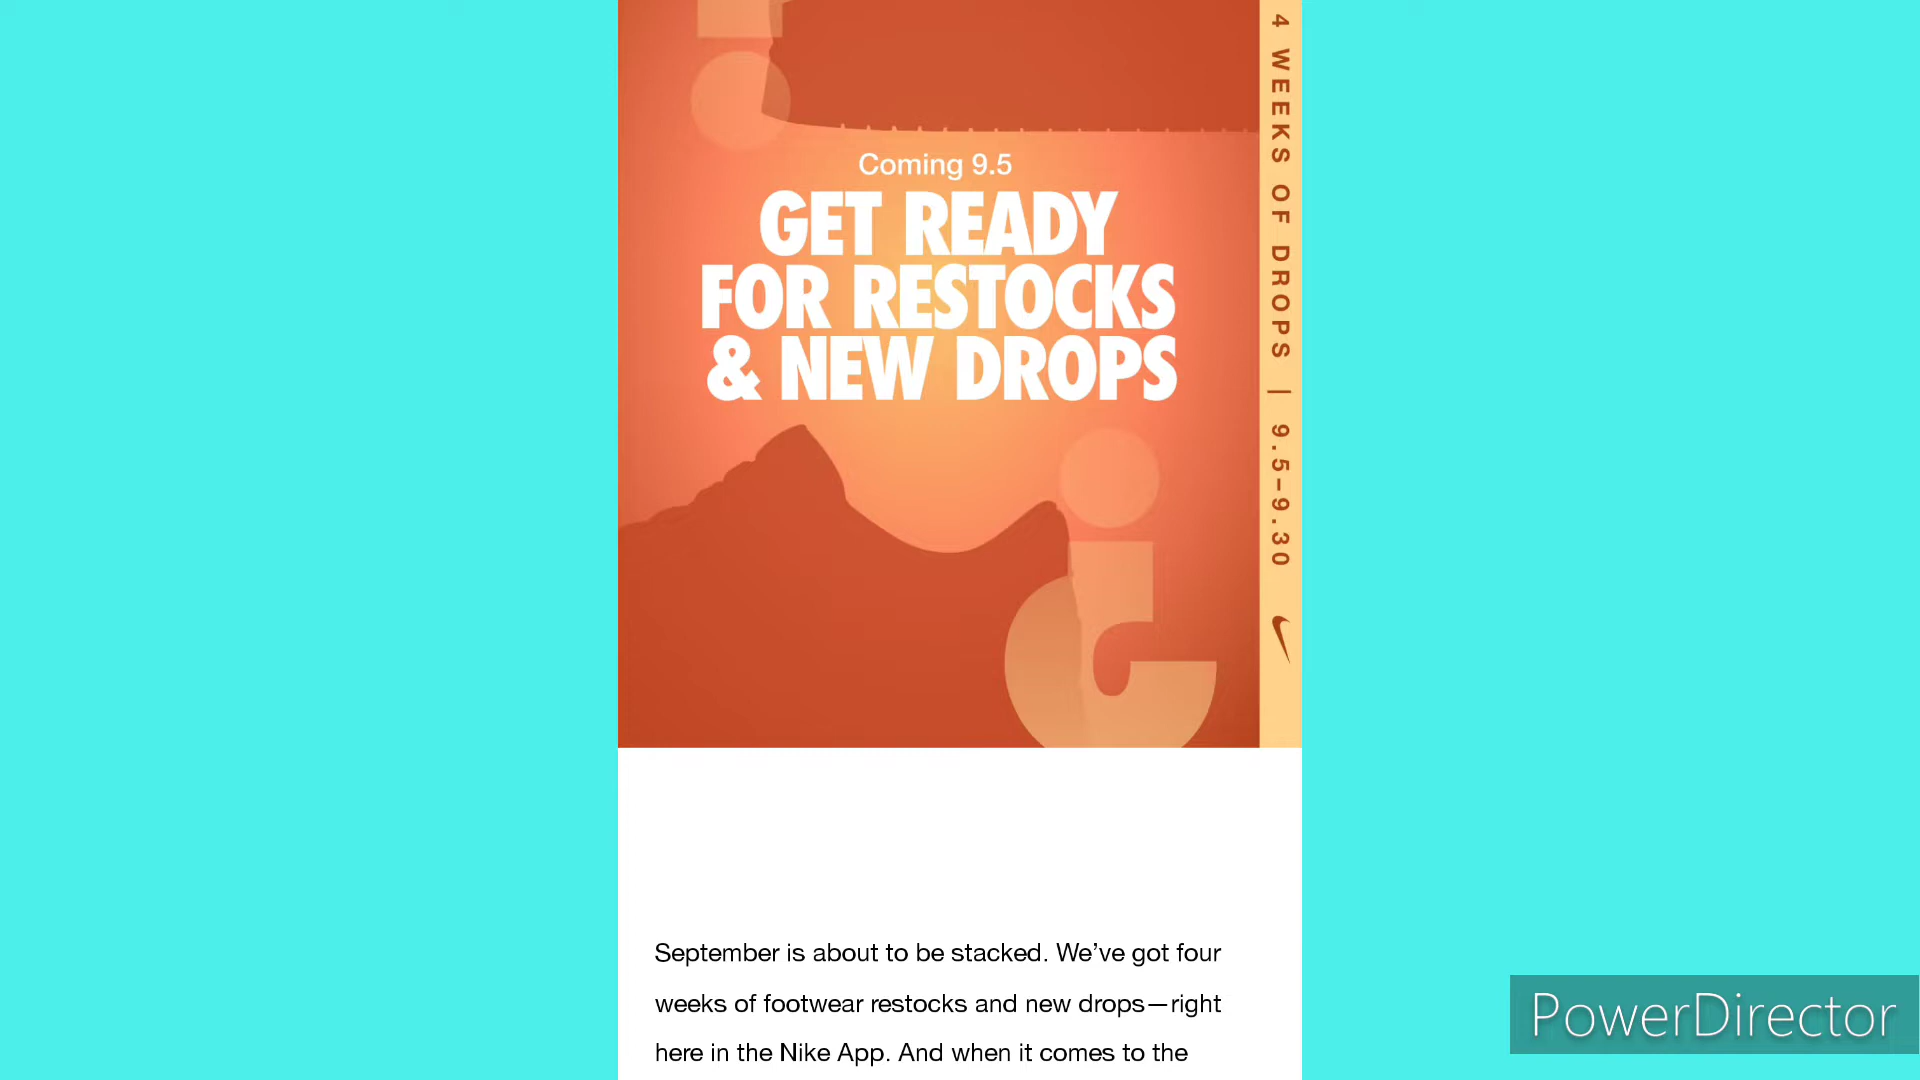 Coming 9.5
GET READY
FOR RESTOCKS
& NEW DROPS
4 WEEKS OF DROPS | 9.5–9.30
September is about to be stacked. We’ve got four
weeks of footwear restocks and new drops—right
here in the Nike App. And when it comes to the
PowerDirector